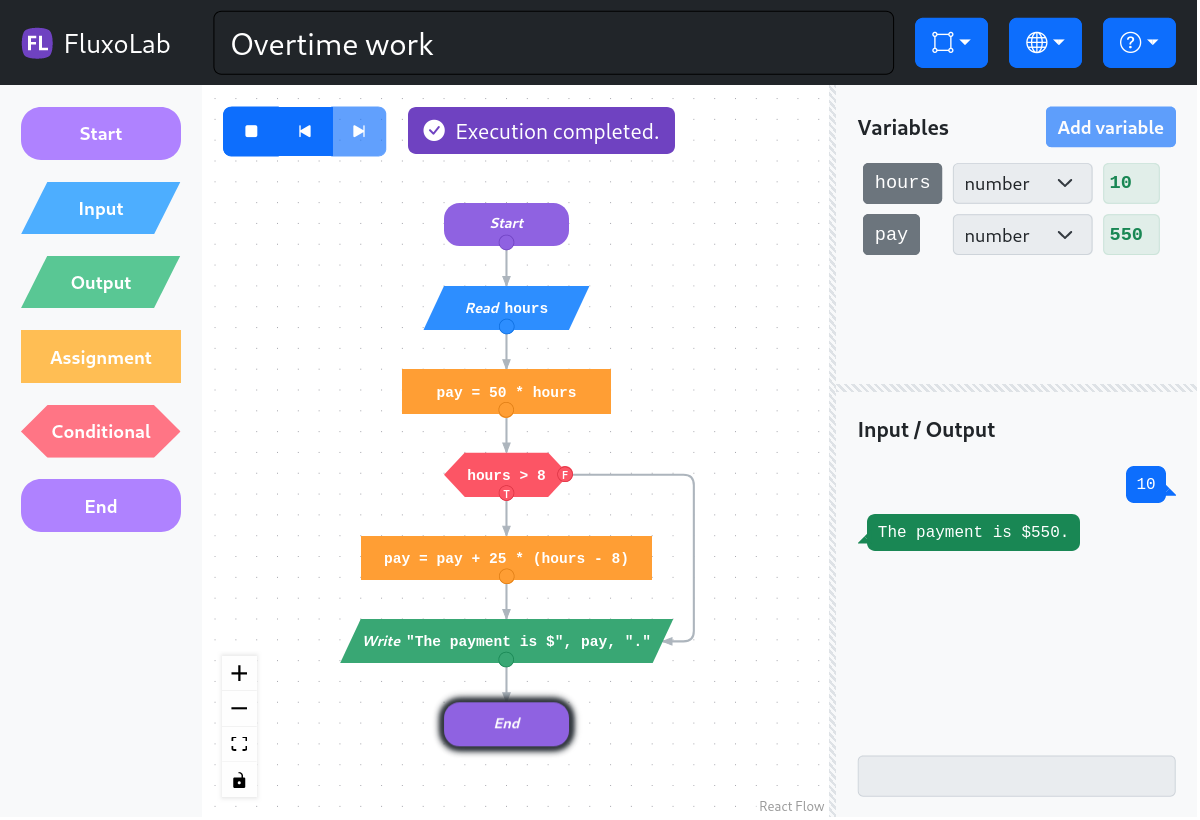 FL FluxoLab
Overtime work
Start
Input
Output
Assignment
Conditional
End
Execution completed.
Start
Read hours
pay = 50 * hours
hours > 8
F
T
pay = pay + 25 * (hours - 8)
Write "The payment is $", pay, "."
End
React Flow
Variables
Add variable
hours number 10
pay number 550
Input / Output
10
The payment is $550.